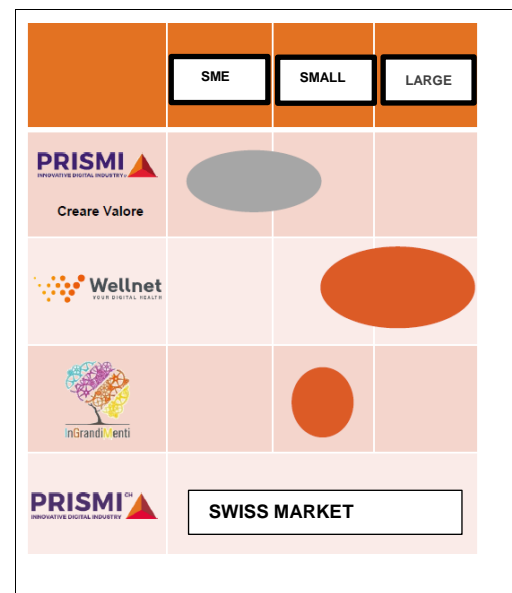 SME
SMALL
LARGE
PRISMI
INNOVATIVE DIGITAL INDUSTRY
Creare Valore
Wellnet
YOUR DIGITAL HEALTH
InGrandiMenti
PRISMI CH
INNOVATIVE DIGITAL INDUSTRY
SWISS MARKET